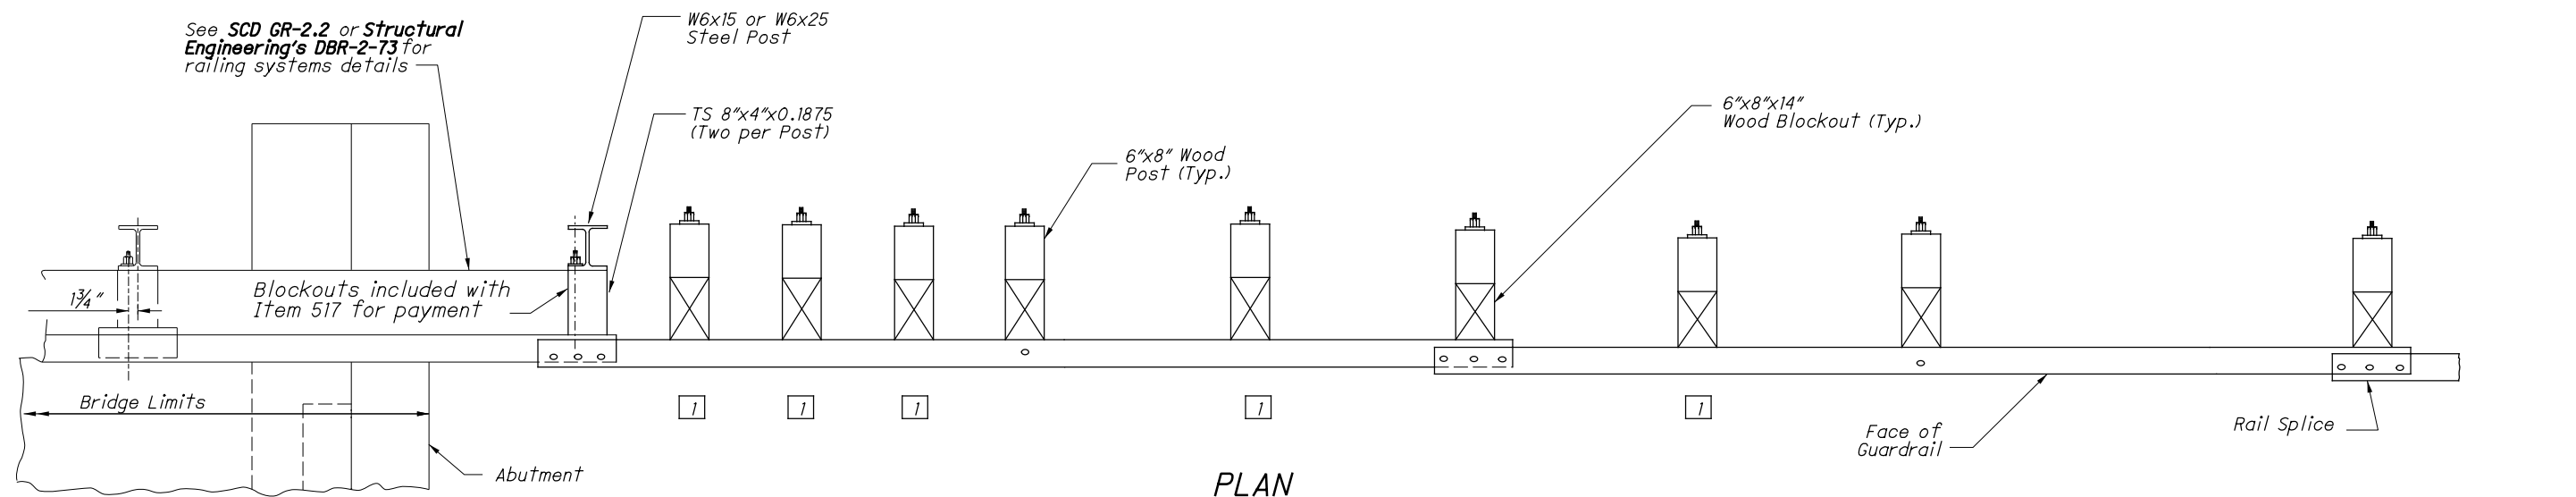 See SCD GR-2.2 or Structural
Engineering's DBR-2-73 for
railing systems details
W6x15 or W6x25
Steel Post
TS 8"x4"x0.1875
(Two per Post)
6"x8" Wood
Post (Typ.)
6"x8"x14"
Wood Blockout (Typ.)
1¾"
Blockouts included with
Item 517 for payment
Bridge Limits
1
1
1
1
1
Face of
Guardrail
Rail Splice
Abutment
PLAN